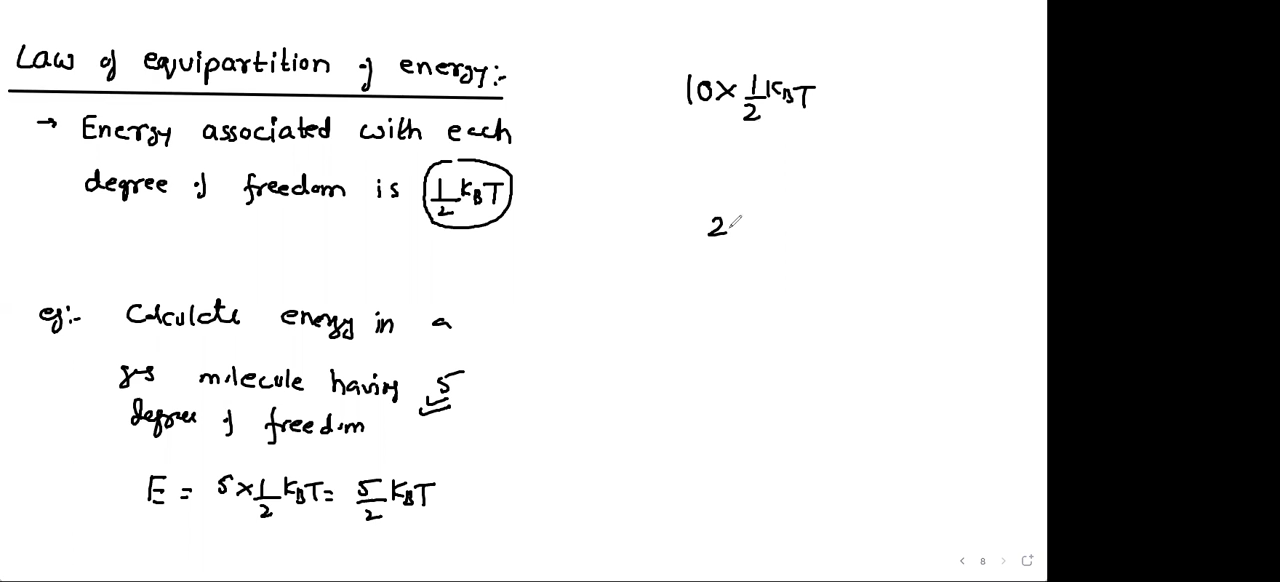 Law of equipartition of energy:-
→ Energy associated with each
degree of freedom is 1/2 KBT
eg:- Calculate energy in a
gas molecule having 5
degree of freedom
E = 5 × 1/2 KBT = 5/2 KBT
10 × 1/2 KBT
2
8